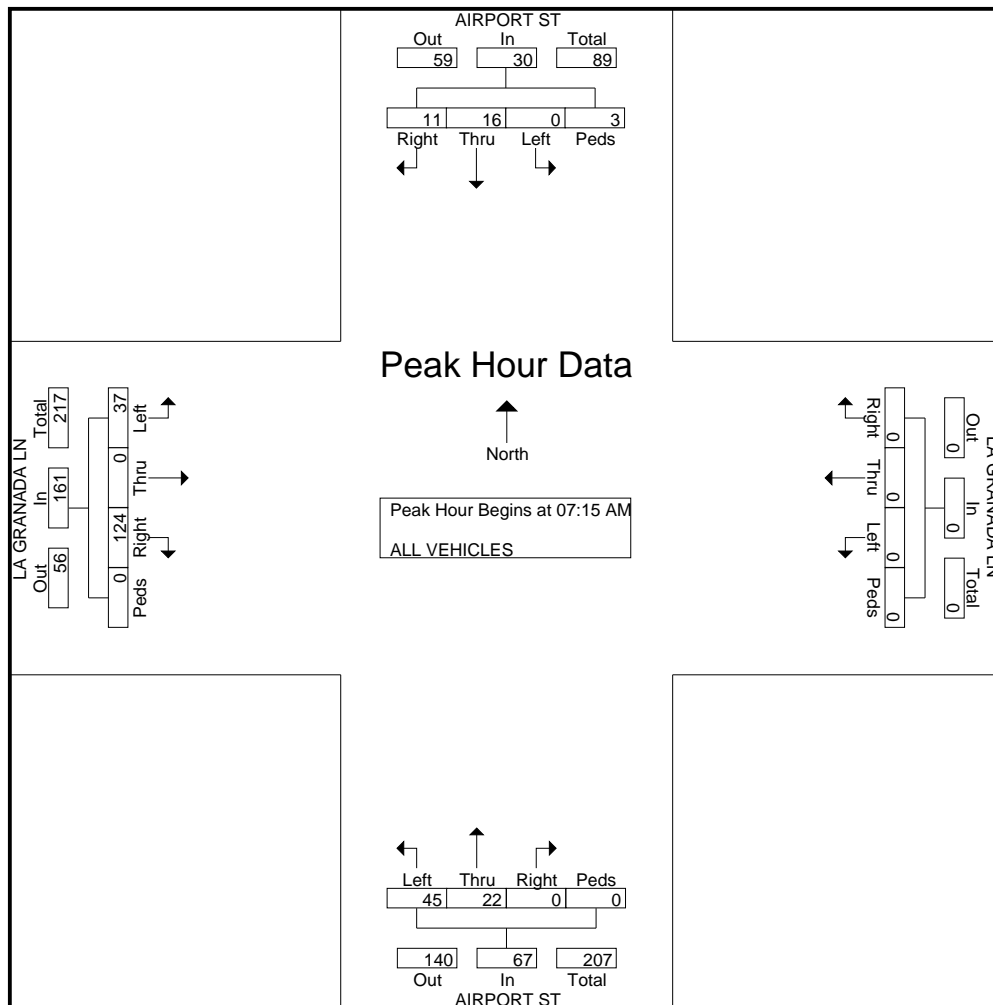 AIRPORT ST
Out In Total
59 30 89
11 16 0 3
Right Thru Left Peds
Peak Hour Data
North
Peak Hour Begins at 07:15 AM
ALL VEHICLES
LA GRANADA LN
Total In Out
217 161 56
37 0 124 0
Left Thru Right Peds
Right Thru Left Peds
0 0 0 0
Out In Total
0 0 0
LA GRANADA LN
Left Thru Right Peds
45 22 0 0
140 67 207
Out In Total
AIRPORT ST